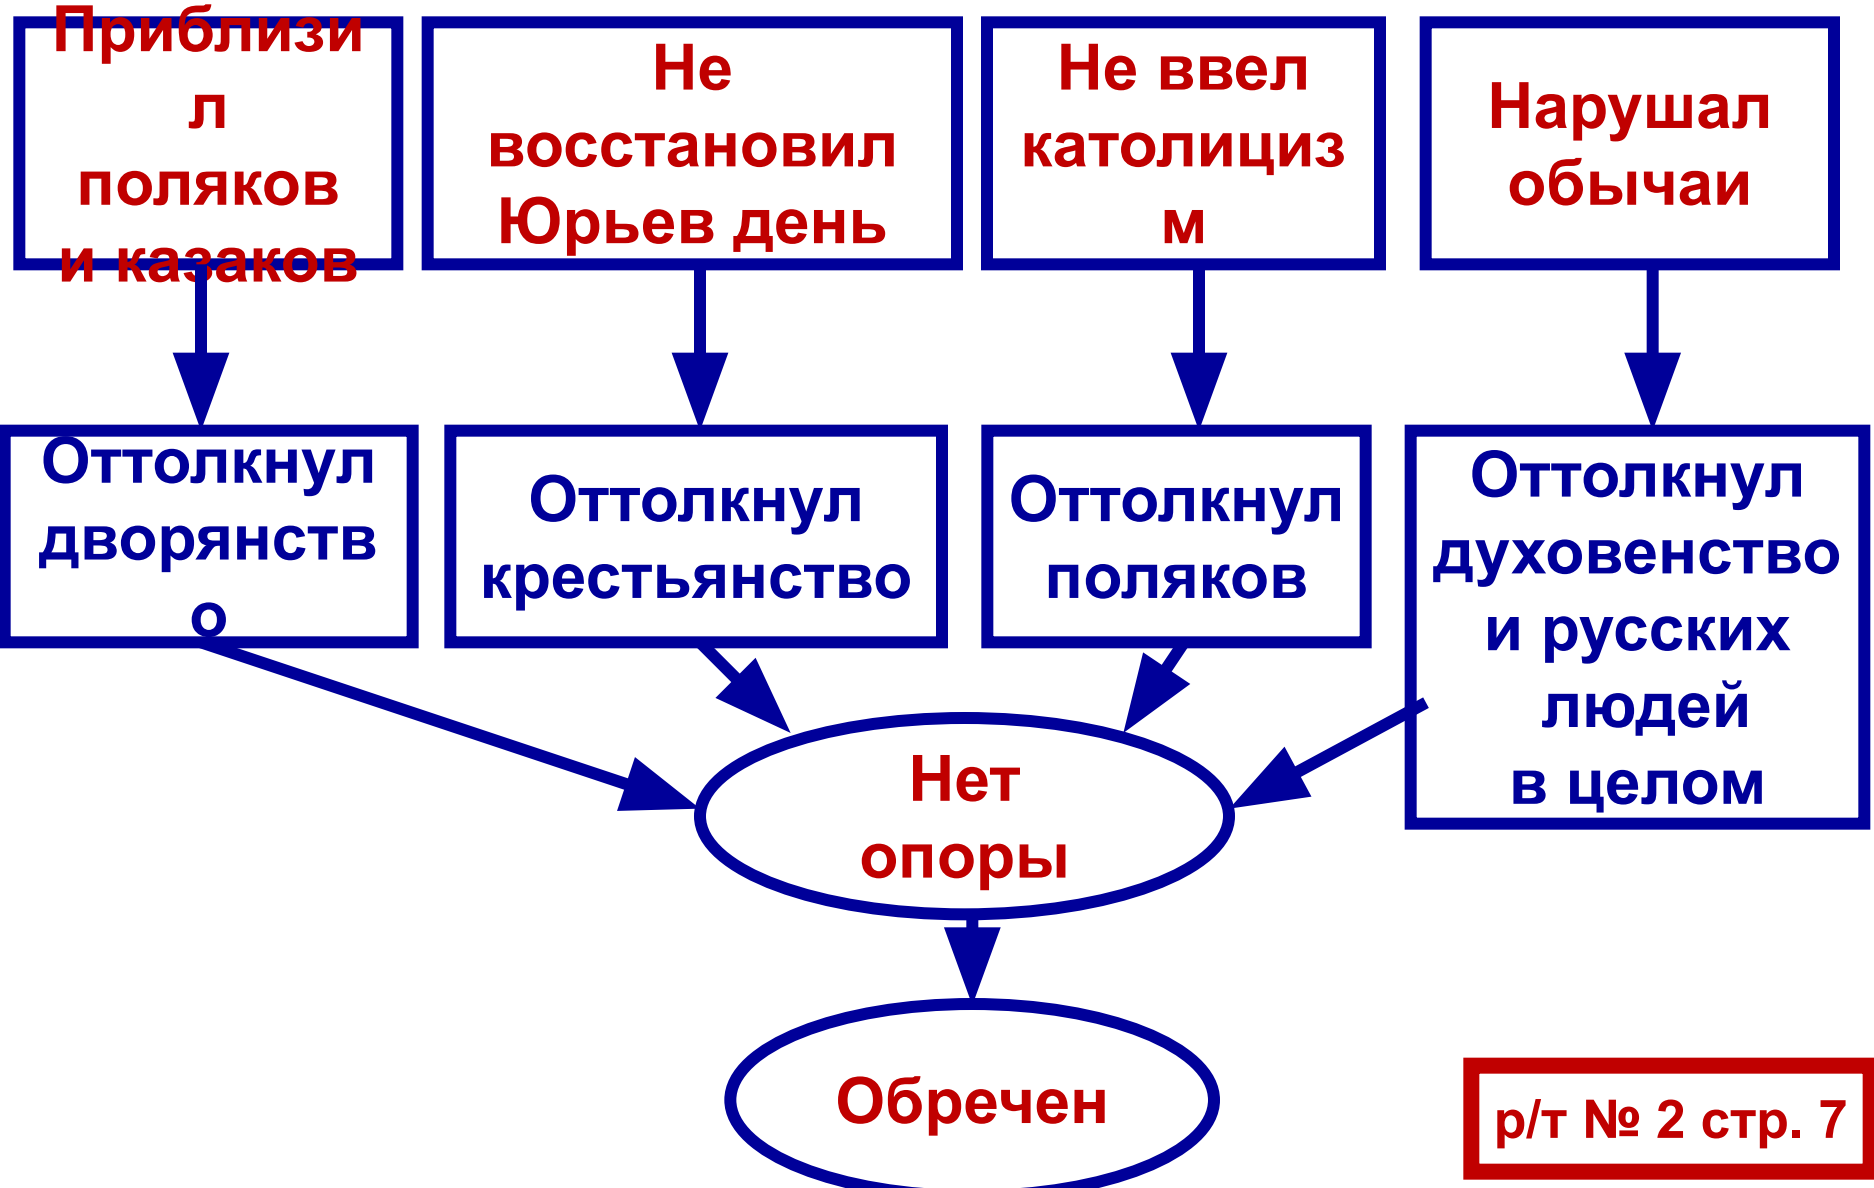 Приблизи
л
поляков
и казаков
Не
восстановил
Юрьев день
Не ввел
католициз
м
Нарушал
обычаи
Оттолкнул
дворянств
о
Оттолкнул
крестьянство
Оттолкнул
поляков
Оттолкнул
духовенство
и русских
людей
в целом
Нет
опоры
Обречен
р/т № 2 стр. 7